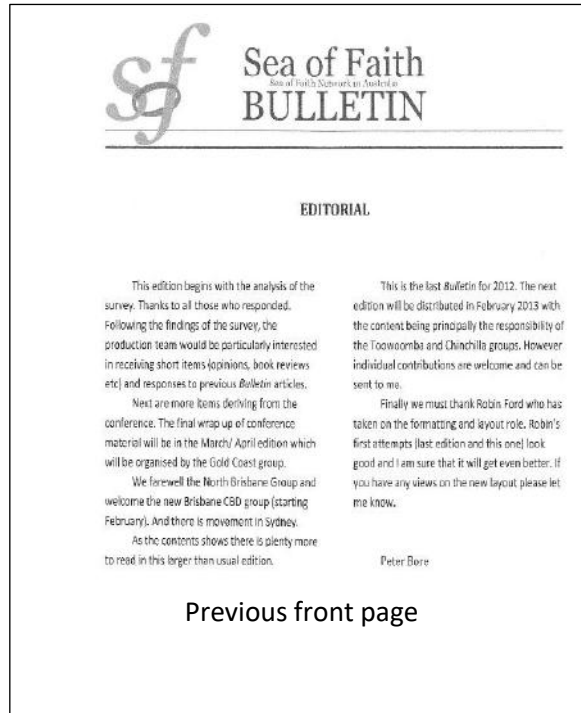 sof
Sea of Faith
Sea of Faith Network in Australia
BULLETIN
EDITORIAL
This edition begins with the analysis of the
survey. Thanks to all those who responded.
Following the findings of the survey, the
production team would be particularly interested
in receiving short items (opinions, book reviews
etc) and responses to previous Bulletin articles.
Next are more items deriving from the
conference. The final wrap up of conference
material will be in the March/ April edition which
will be organised by the Gold Coast group.
We farewell the North Brisbane Group and
welcome the new Brisbane CBD group (starting
February). And there is movement in Sydney.
As the contents shows there is plenty more
to read in this larger than usual edition.
This is the last Bulletin for 2012. The next
edition will be distributed in February 2013 with
the content being principally the responsibility of
the Toowoomba and Chinchilla groups. However
individual contributions are welcome and can be
sent to me.
Finally we must thank Robin Ford who has
taken on the formatting and layout role. Robin's
first attempts (last edition and this one) look
good and I am sure that it will get even better. If
you have any views on the new layout please let
me know.
Peter Bore
Previous front page